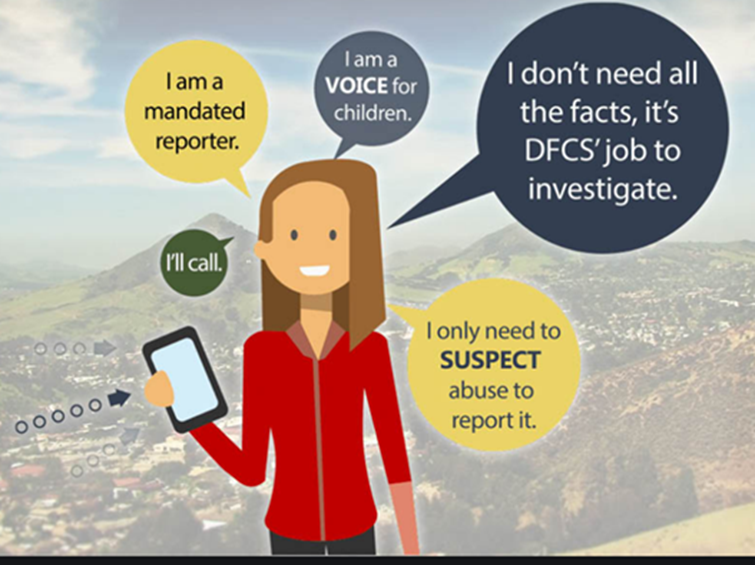 I am a
mandated
reporter.
I am a
VOICE for
children.
I don't need all
the facts, it's
DFCS' job to
investigate.
I'll call.
I only need to
SUSPECT
abuse to
report it.